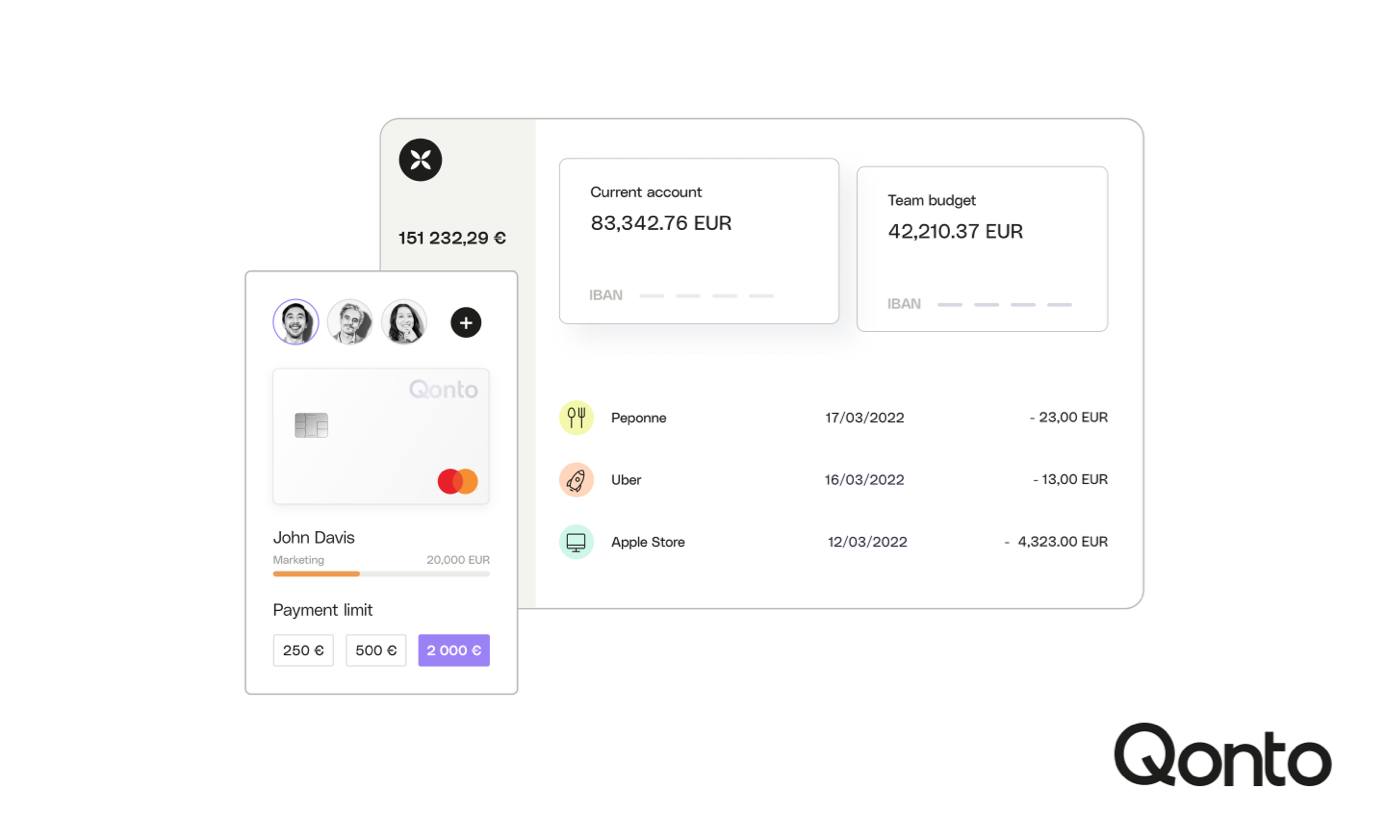 151 232,29 €
Current account
83,342.76 EUR
IBAN
Team budget
42,210.37 EUR
IBAN
Peponne 17/03/2022 - 23,00 EUR
Uber 16/03/2022 - 13,00 EUR
Apple Store 12/03/2022 - 4,323.00 EUR
+
Qonto
John Davis
Marketing 20,000 EUR
Payment limit
250 € 500 € 2 000 €
Qonto